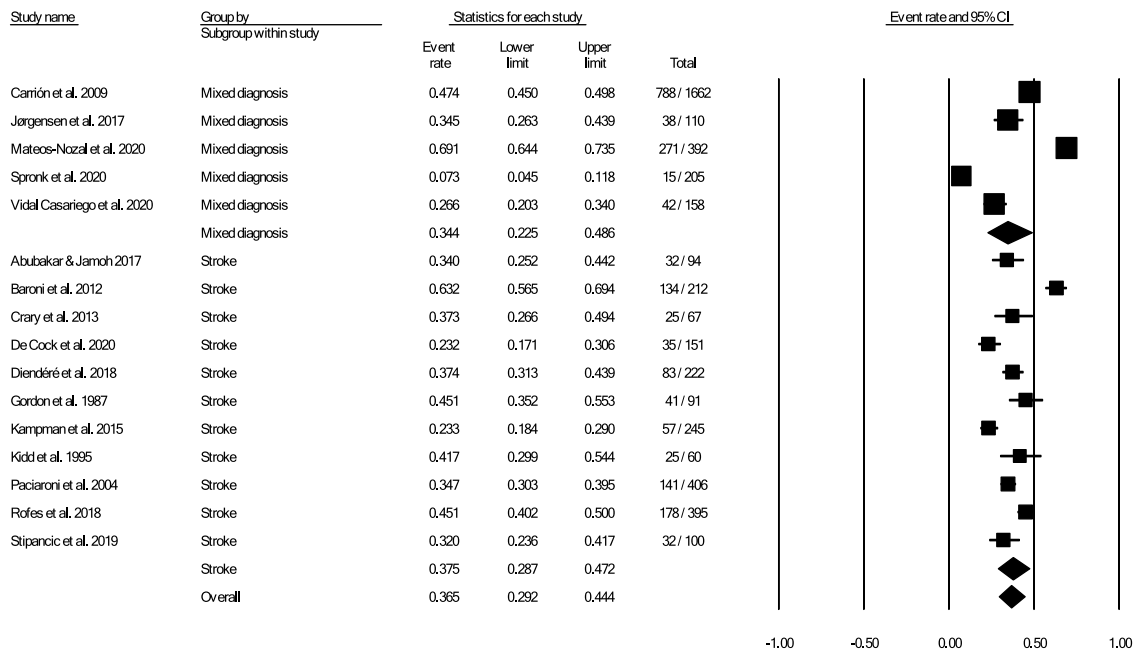 Study name Group by Statistics for each study Event rate and 95% CI
Subgroup within study
Event rate Lower limit Upper limit Total
Carrión et al. 2009 Mixed diagnosis 0.474 0.450 0.498 788 / 1662
Jørgensen et al. 2017 Mixed diagnosis 0.345 0.263 0.439 38 / 110
Mateos-Nozal et al. 2020 Mixed diagnosis 0.691 0.644 0.735 271 / 392
Spronk et al. 2020 Mixed diagnosis 0.073 0.045 0.118 15 / 205
Vidal Casariego et al. 2020 Mixed diagnosis 0.266 0.203 0.340 42 / 158
Mixed diagnosis 0.344 0.225 0.486
Abubakar & Jamoh 2017 Stroke 0.340 0.252 0.442 32 / 94
Baroni et al. 2012 Stroke 0.632 0.565 0.694 134 / 212
Crary et al. 2013 Stroke 0.373 0.266 0.494 25 / 67
De Cock et al. 2020 Stroke 0.232 0.171 0.306 35 / 151
Diendéré et al. 2018 Stroke 0.374 0.313 0.439 83 / 222
Gordon et al. 1987 Stroke 0.451 0.352 0.553 41 / 91
Kampman et al. 2015 Stroke 0.233 0.184 0.290 57 / 245
Kidd et al. 1995 Stroke 0.417 0.299 0.544 25 / 60
Paciaroni et al. 2004 Stroke 0.347 0.303 0.395 141 / 406
Rofes et al. 2018 Stroke 0.451 0.402 0.500 178 / 395
Stipancic et al. 2019 Stroke 0.320 0.236 0.417 32 / 100
Stroke 0.375 0.287 0.472
Overall 0.365 0.292 0.444
-1.00 0.00 0.50 1.00